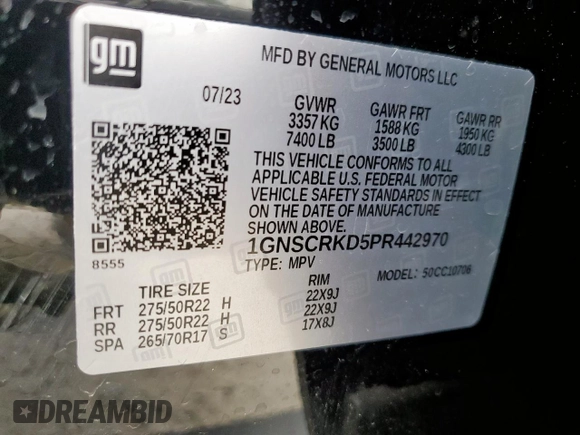 gm
MFD BY GENERAL MOTORS LLC
07/23 GVWR GAWR FRT GAWR RR
3357 KG 1588 KG 1950 KG
7400 LB 3500 LB 4300 LB
THIS VEHICLE CONFORMS TO ALL
APPLICABLE U.S. FEDERAL MOTOR
VEHICLE SAFETY STANDARDS IN EFFECT
ON THE DATE OF MANUFACTURE
SHOWN ABOVE.
1GNSCRKD5PR442970
8555 TYPE: MPV MODEL: 50CC10706
TIRE SIZE RIM
FRT 275/50R22 H 22X9J
RR 275/50R22 H 22X9J
SPA 265/70R17 S 17X8J
DREAMBID